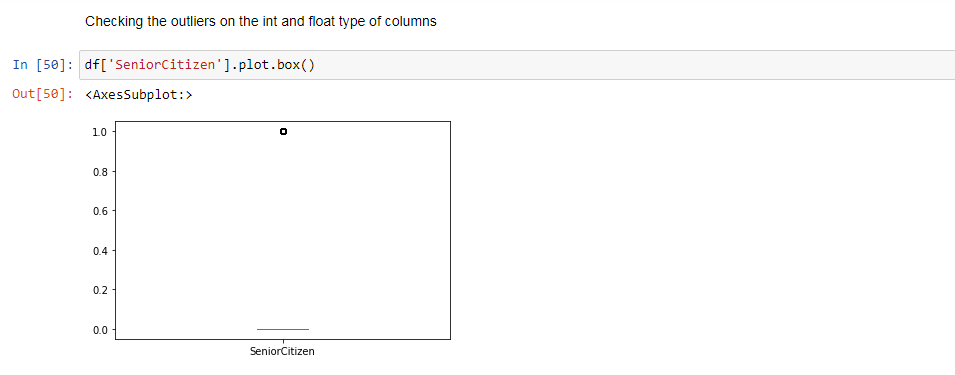 Checking the outliers on the int and float type of columns
In [50]: df['SeniorCitizen'].plot.box()
Out[50]: <AxesSubplot:>
1.0
0.8
0.6
0.4
0.2
0.0
SeniorCitizen